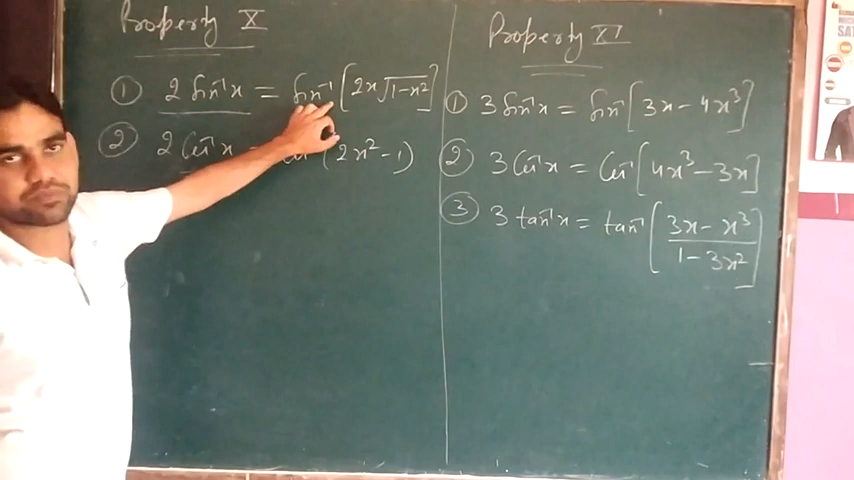 Property X
① 2 sin⁻¹x = sin⁻¹[2x√1-x²]
② 2 cos⁻¹x = cos⁻¹(2x²-1)
Property XI
① 3 sin⁻¹x = sin⁻¹[3x-4x³]
② 3 cos⁻¹x = cos⁻¹[4x³-3x]
③ 3 tan⁻¹x = tan⁻¹[3x-x³ / 1-3x²]